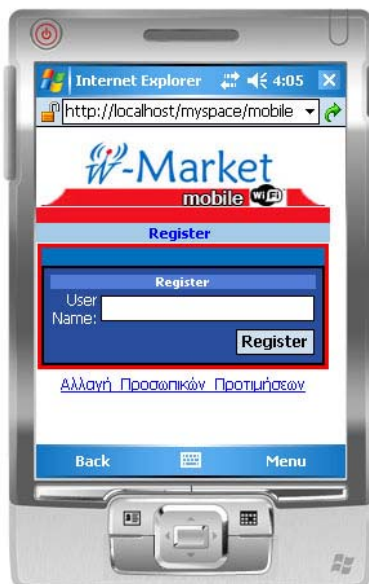 Internet Explorer 4:05
http://localhost/myspace/mobile
i-Market
mobile WiFi
Register
Register
User
Name:
Register
Αλλαγή Προσωπικών Προτιμήσεων
Back Menu